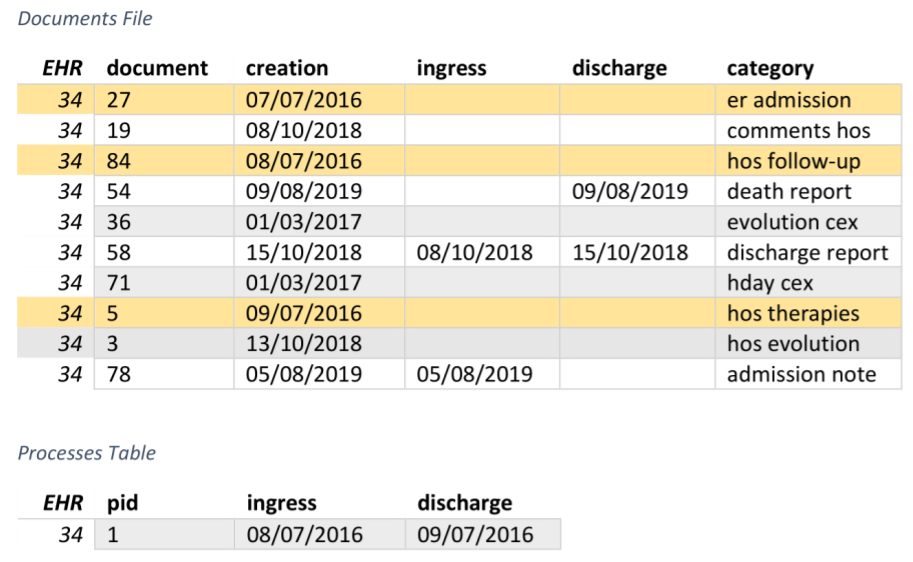 Documents File
EHR document creation ingress discharge category
34 27 07/07/2016 er admission
34 19 08/10/2018 comments hos
34 84 08/07/2016 hos follow-up
34 54 09/08/2019 09/08/2019 death report
34 36 01/03/2017 evolution cex
34 58 15/10/2018 08/10/2018 15/10/2018 discharge report
34 71 01/03/2017 hday cex
34 5 09/07/2016 hos therapies
34 3 13/10/2018 hos evolution
34 78 05/08/2019 05/08/2019 admission note
Processes Table
EHR pid ingress discharge
34 1 08/07/2016 09/07/2016